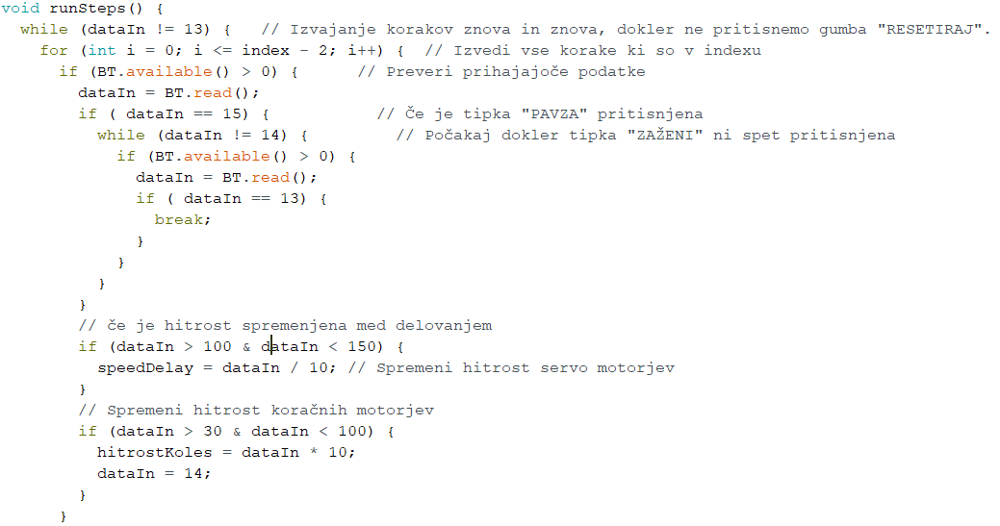 void runSteps() {
  while (dataIn != 13) {   // Izvajanje korakov znova in znova, dokler ne pritisnemo gumba "RESETIRAJ".
    for (int i = 0; i <= index - 2; i++) {  // Izvedi vse korake ki so v indexu
      if (BT.available() > 0) {      // Preveri prihajajoče podatke
        dataIn = BT.read();
        if ( dataIn == 15) {           // Če je tipka "PAVZA" pritisnjena
          while (dataIn != 14) {         // Počakaj dokler tipka "ZAŽENI" ni spet pritisnjena
            if (BT.available() > 0) {
              dataIn = BT.read();
              if ( dataIn == 13) {
                break;
              }
            }
          }
        }
        // če je hitrost spremenjena med delovanjem
        if (dataIn > 100 & dataIn < 150) {
          speedDelay = dataIn / 10; // Spremeni hitrost servo motorjev
        }
        // Spremeni hitrost koračnih motorjev
        if (dataIn > 30 & dataIn < 100) {
          hitrostKoles = dataIn * 10;
          dataIn = 14;
        }
      }